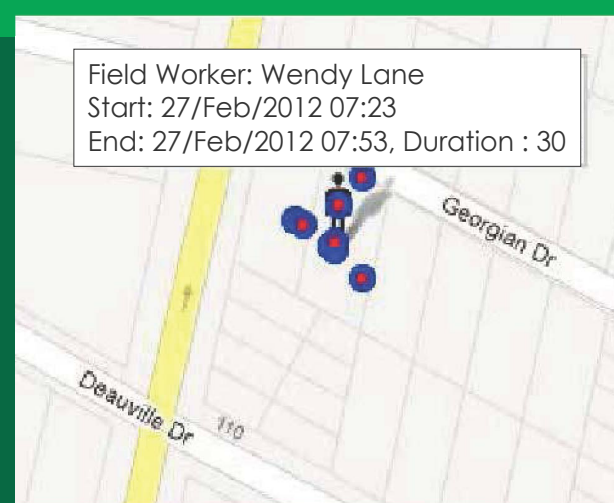 Field Worker: Wendy Lane
Start: 27/Feb/2012 07:23
End: 27/Feb/2012 07:53, Duration : 30
Georgian Dr
Deauville Dr
110